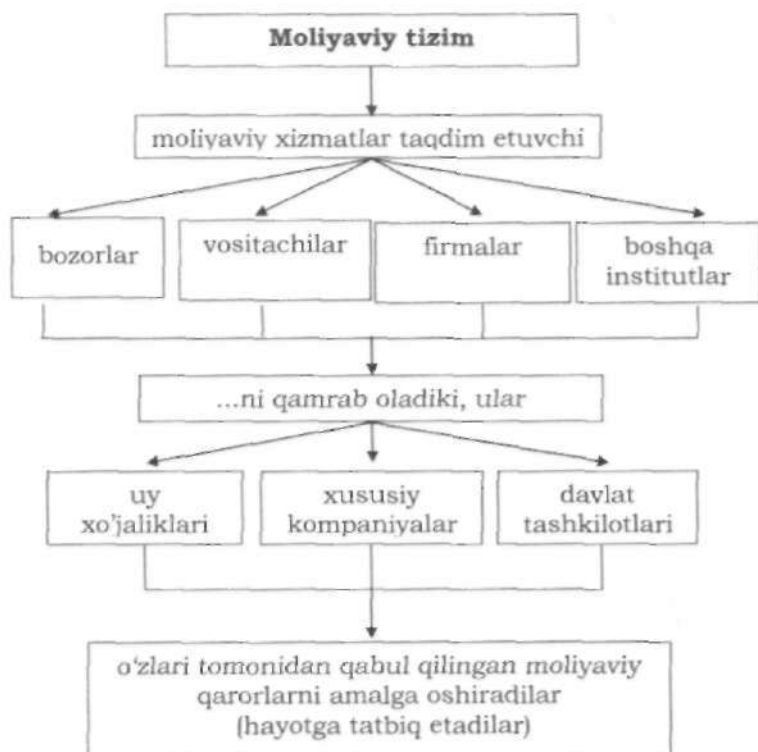 Moliyaviy tizim
moliyaviy xizmatlar taqdim etuvchi
bozorlar
vositachilar
firmalar
boshqa
institutlar
...ni qamrab oladiki, ular
uy
xo'jaliklari
xususiy
kompaniyalar
davlat
tashkilotlari
o'zlari tomonidan qabul qilingan moliyaviy
qarorlarni amalga oshiradilar
(hayotga tatbiq etadilar)